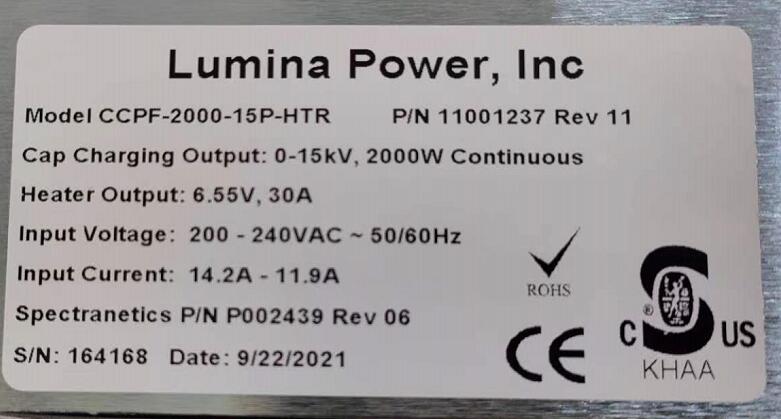 Lumina Power, Inc
Model CCPF-2000-15P-HTR P/N 11001237 Rev 11
Cap Charging Output: 0-15kV, 2000W Continuous
Heater Output: 6.55V, 30A
Input Voltage: 200 - 240VAC ~ 50/60Hz
Input Current: 14.2A - 11.9A
ROHS
Spectranetics P/N P002439 Rev 06
® C US
S/N: 164168 Date: 9/22/2021
CE
KHAA